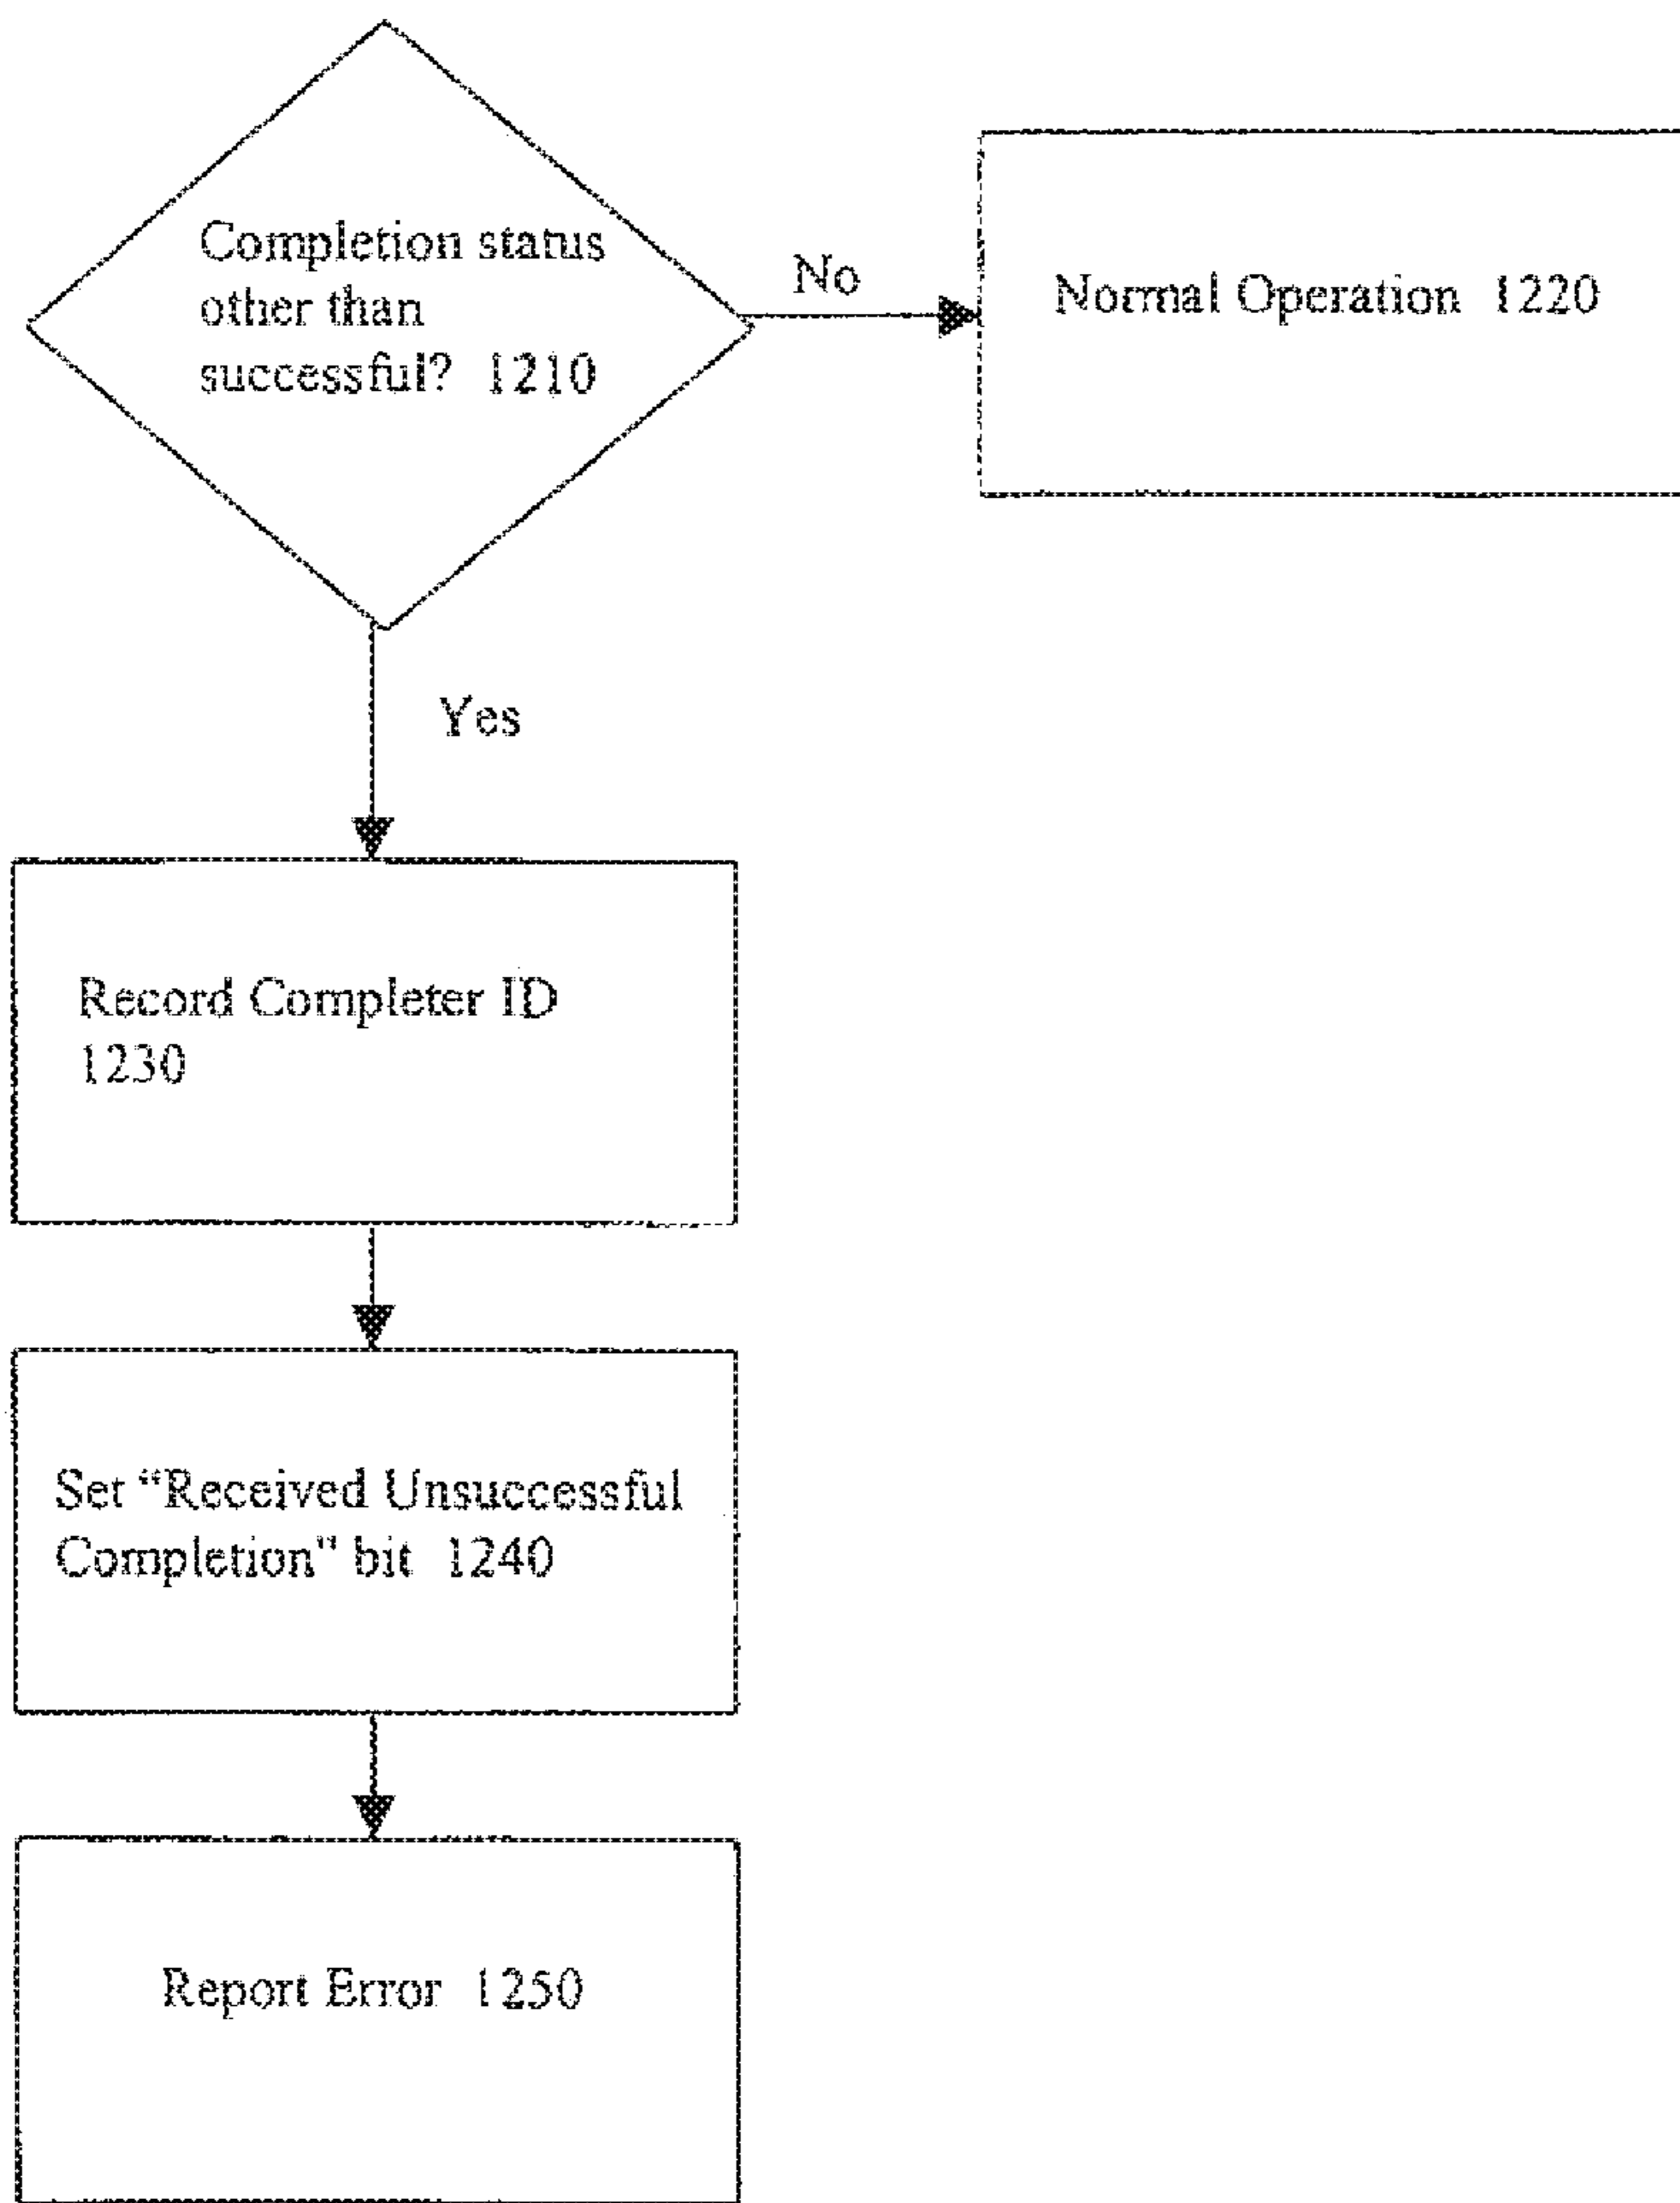 Completion status
other than
successful? 1210
No
Normal Operation 1220
Yes
Record Completer ID
1230
Set “Received Unsuccessful
Completion" bit 1240
Report Error 1250